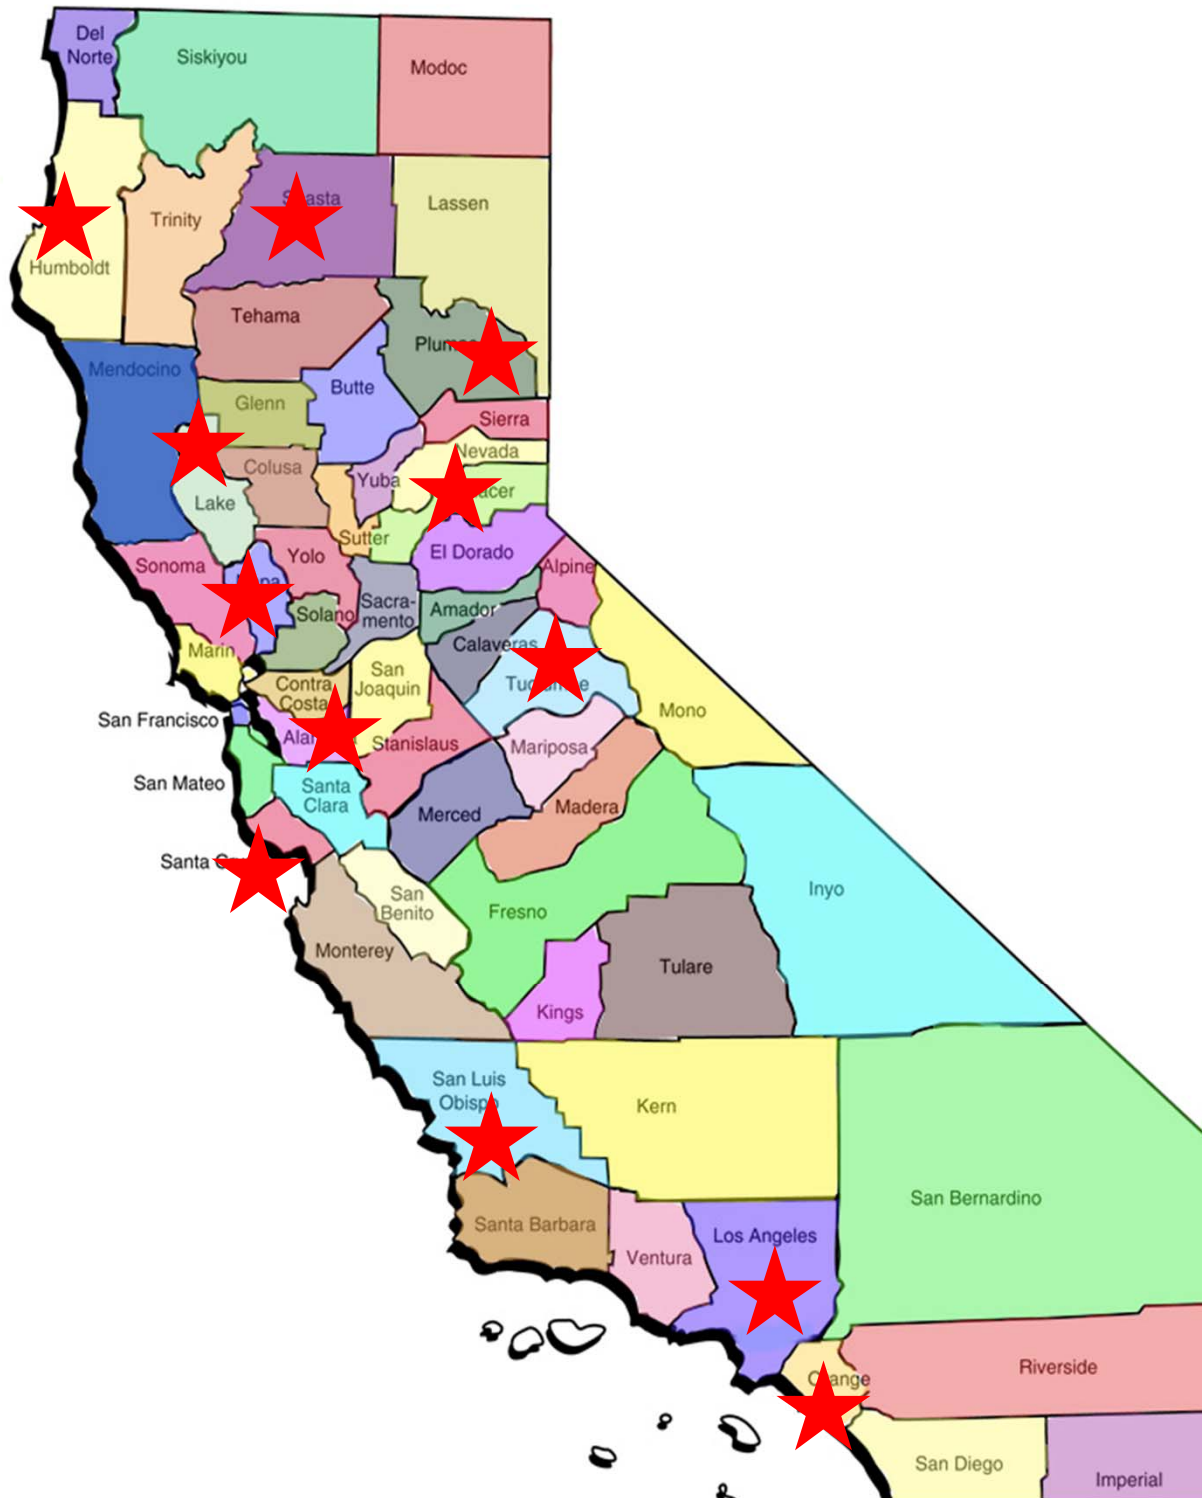 Del
Norte
Siskiyou
Modoc
Trinity
Lassen
Humboldt
Tehama
Mendocino
Butte
Glenn
Sierra
Nevada
Colusa
Yuba
Lake
Sutter
El Dorado
Sonoma
Yolo
Alpine
Sacra-
mento
Solano
Amador
Marin
Calaveras
San
Joaquin
Contra
Costa
Mono
San Francisco
Stanislaus
Mariposa
San Mateo
Santa
Clara
Merced
Madera
Santa
Inyo
San
Benito
Fresno
Monterey
Tulare
Kings
San Luis
Obispo
Kern
San Bernardino
Santa Barbara
Los Angeles
Ventura
Riverside
Orange
San Diego
Imperial